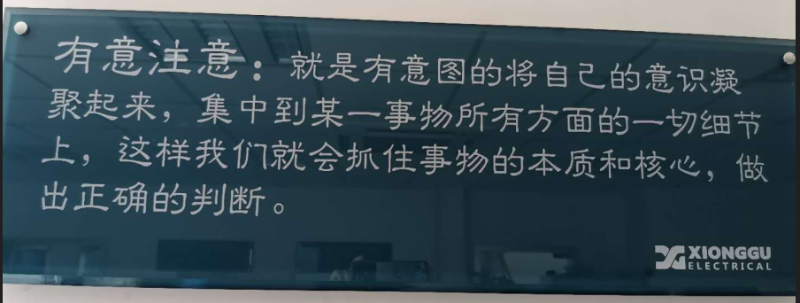 有意注意：就是有意图的将自己的意识凝
聚起来，集中到某一事物所有方面的一切细节
上，这样我们就会抓住事物的本质和核心，做
出正确的判断。
XIONGGU
ELECTRICAL